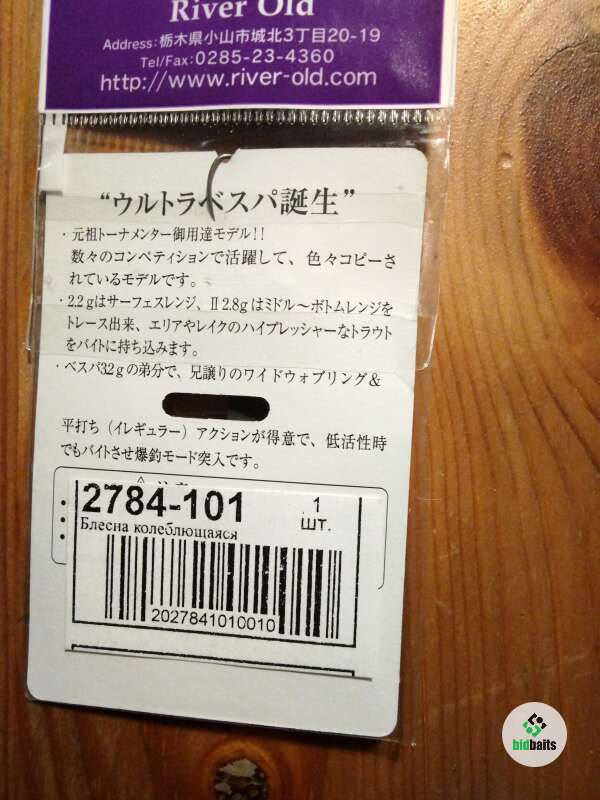 River Old
Address:栃木県小山市城北3丁目20-19
Tel/Fax:0285-23-4360
http://www.river-old.com
“ウルトラベスパ誕生”
・元祖トーナメンター御用達モデル!!
数々のコンペティションで活躍して、色々コピーさ
れているモデルです。
・2.2gはサーフェスレンジ、Ⅱ2.8gはミドル〜ボトムレンジを
トレース出来、エリアやレイクのハイプレッシャーなトラウト
をバイトに持ち込みます。
・ベスパ3.2gの弟分で、兄譲りのワイドウォブリング&
平打ち（イレギュラー）アクションが得意で、低活性時
でもバイトさせ爆釣モード突入です。
2784-101
1
шт.
Блесна колеблющаяся
2027841010010
bidbaits